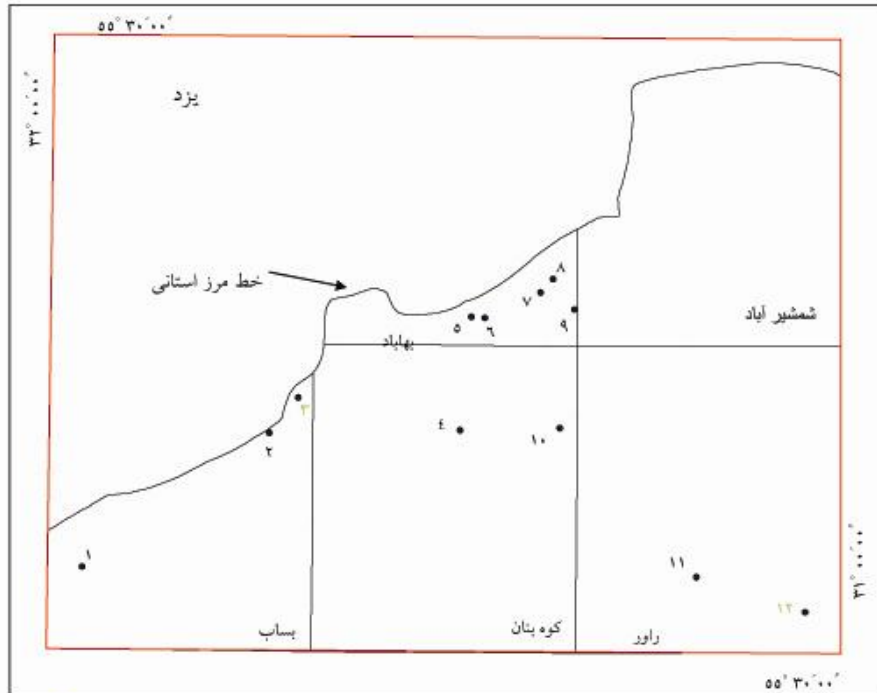 ۵۵° ۳۰´۰۰˝
۳۲° ۰۰´۰۰˝
یزد
خط مرز استانی
۸
۷
۹
۵
۶
شمشیر آباد
بهاباد
۳
۲
۴
۱۰
۱
۱۱
۱۲
۳۱° ۰۰´۰۰˝
بساب
کوه بنان
راور
۵۵° ۳۰´۰۰˝